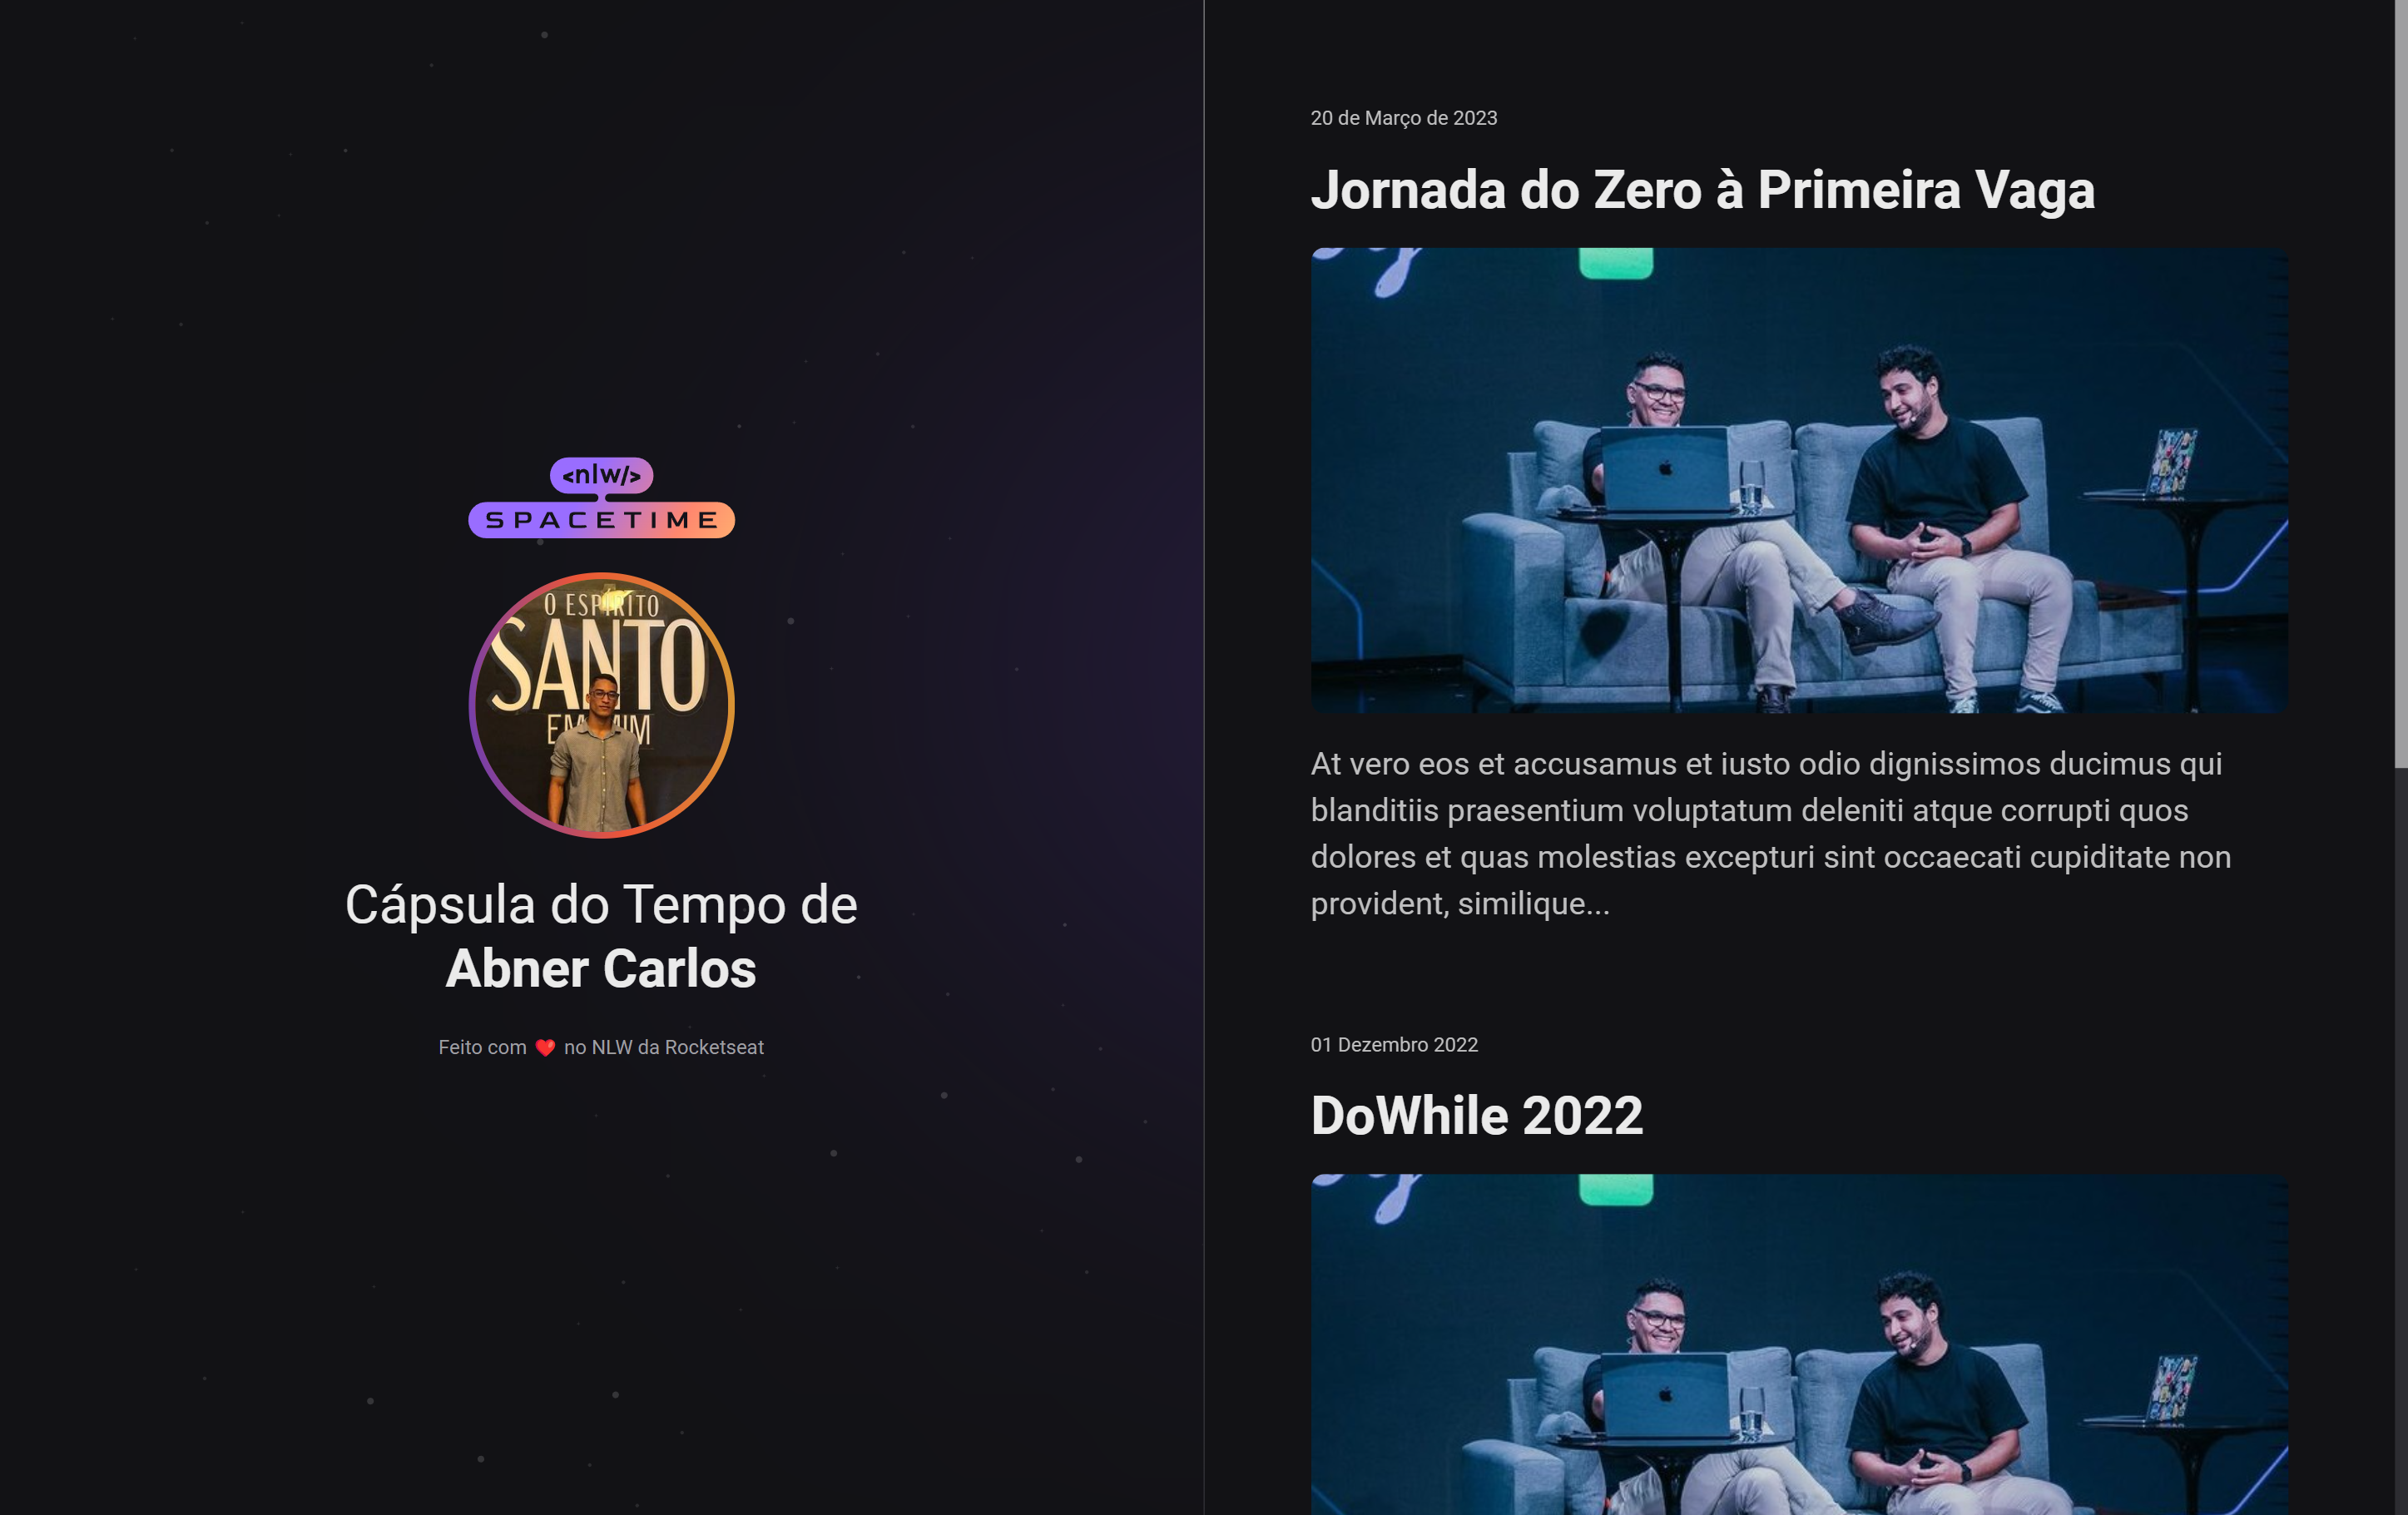 <nlw/>
SPACETIME
O ESPÍRITO
SANTO
EM MIM
Cápsula do Tempo de
Abner Carlos
Feito com ❤️ no NLW da Rocketseat
20 de Março de 2023
Jornada do Zero à Primeira Vaga
At vero eos et accusamus et iusto odio dignissimos ducimus qui
blanditiis praesentium voluptatum deleniti atque corrupti quos
dolores et quas molestias excepturi sint occaecati cupiditate non
provident, similique...
01 Dezembro 2022
DoWhile 2022